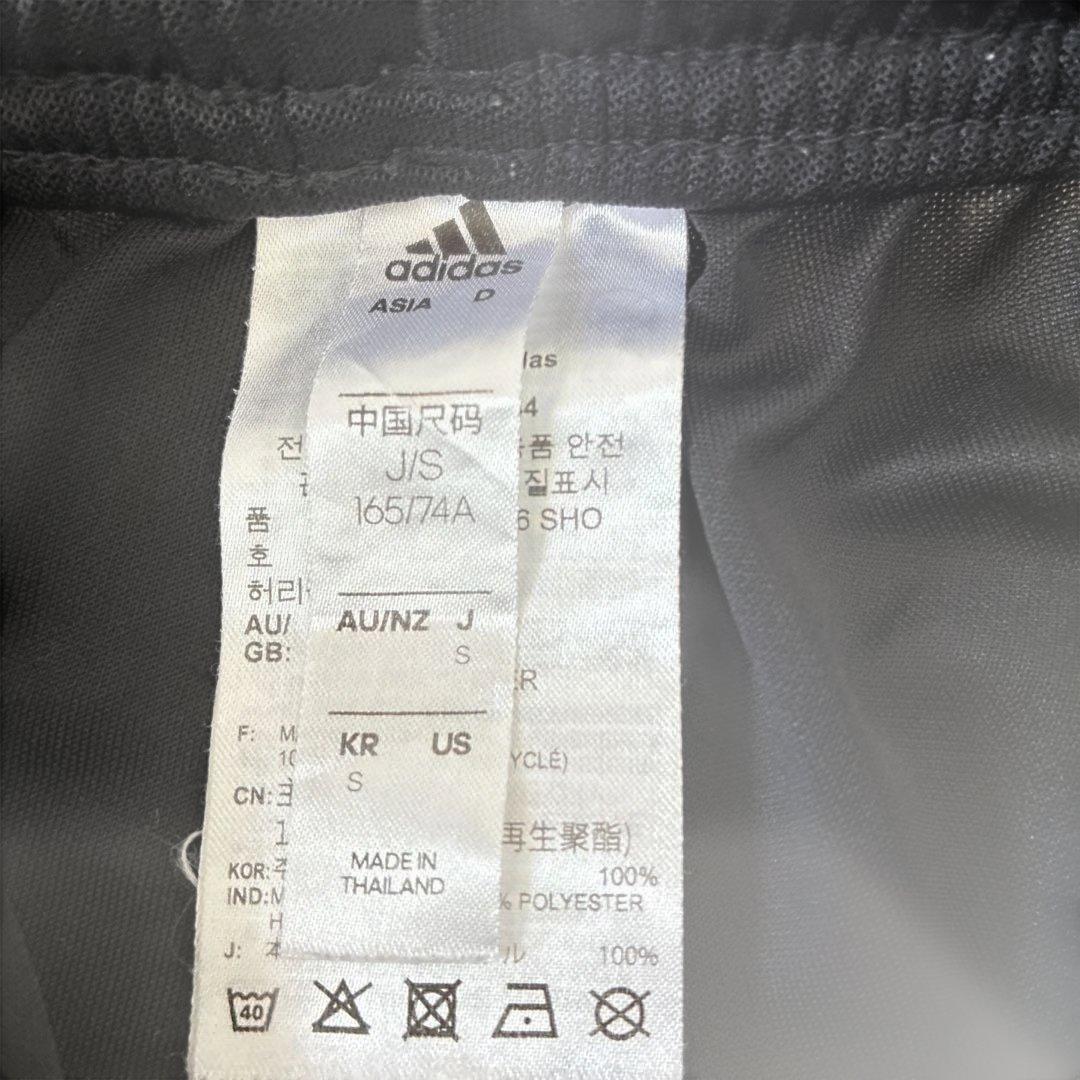 adidas
ASIA D
las
中国尺码
J/S
165/74A
전
품 안전
질표시
6 SHO
품
호
허리
AU/
GB:
AU/NZ J
S
F:
KR US
S
YCLÉ)
CN:
再生聚酯)
MADE IN
THAILAND
KOR: 100%
IND: % POLYESTER
H
J: ル 100%
40